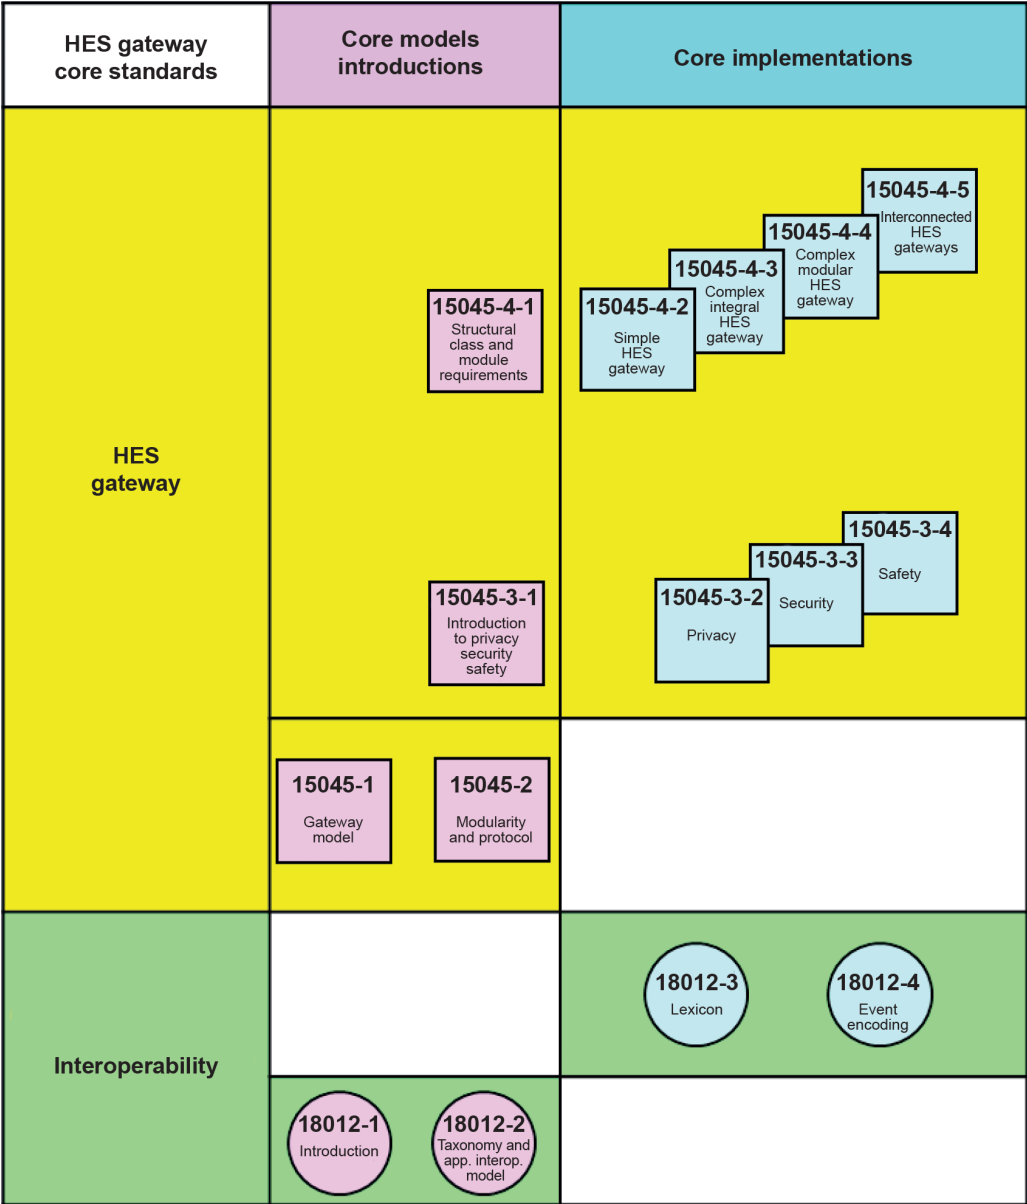 HES gateway
core standards
Core models
introductions
Core implementations
HES
gateway
15045-4-1
Structural
class and
module
requirements
15045-4-2
Simple
HES
gateway
15045-4-3
Complex
integral
HES
gateway
15045-4-4
Complex
modular
HES
gateway
15045-4-5
Interconnected
HES
gateways
15045-3-1
Introduction
to privacy
security
safety
15045-3-2
Privacy
15045-3-3
Security
15045-3-4
Safety
15045-1
Gateway
model
15045-2
Modularity
and protocol
Interoperability
18012-3
Lexicon
18012-4
Event
encoding
18012-1
Introduction
18012-2
Taxonomy and
app. interop.
model